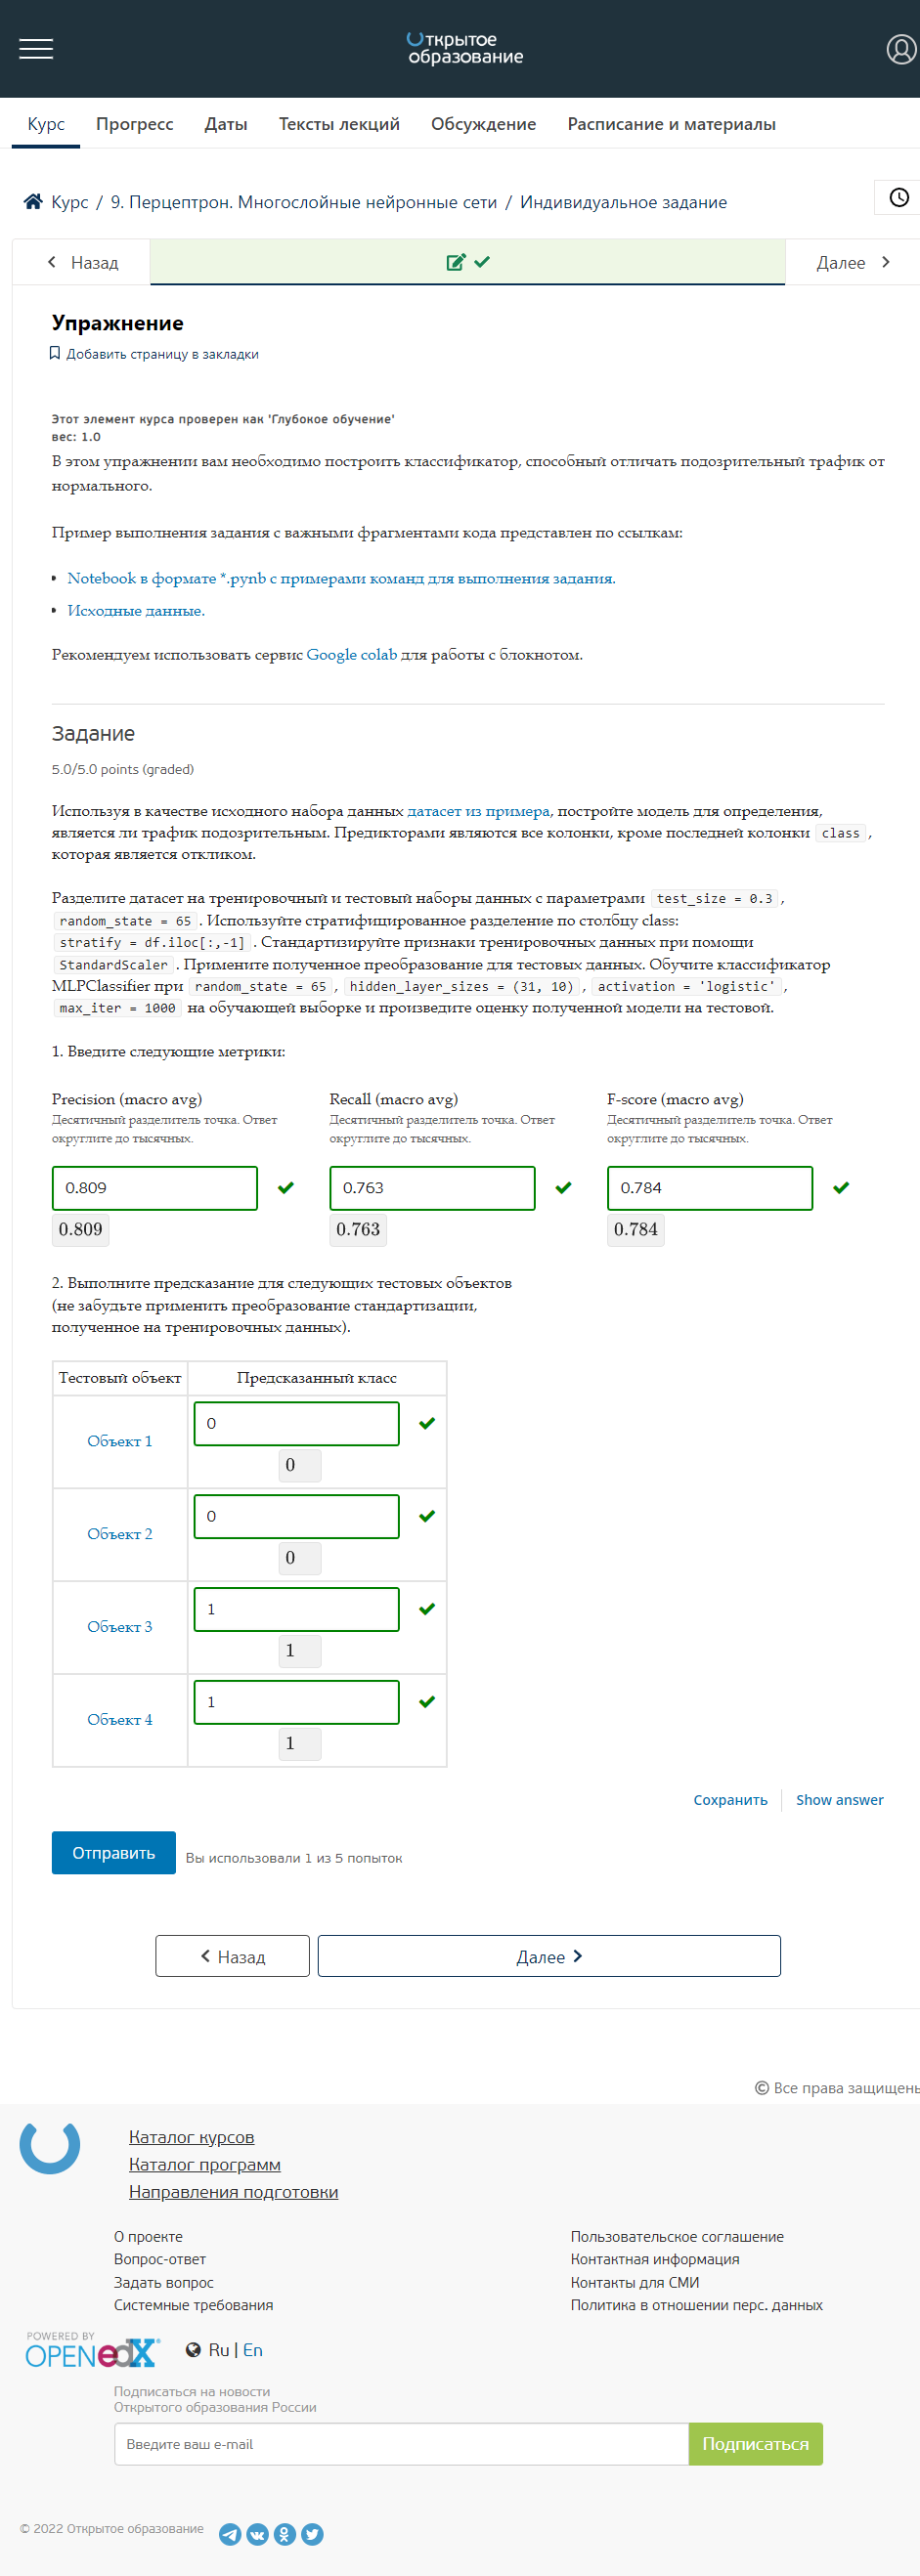 Открытое
образование
Курс Прогресс Даты Тексты лекций Обсуждение Расписание и материалы
Курс / 9. Перцептрон. Многослойные нейронные сети / Индивидуальное задание
Назад Далее
Упражнение
Добавить страницу в закладки
Этот элемент курса проверен как 'Глубокое обучение'
вес: 1.0
В этом упражнении вам необходимо построить классификатор, способный отличать подозрительный трафик от
нормального.
Пример выполнения задания с важными фрагментами кода представлен по ссылкам:
• Notebook в формате *.pynb с примерами команд для выполнения задания.
• Исходные данные.
Рекомендуем использовать сервис Google colab для работы с блокнотом.
Задание
5.0/5.0 points (graded)
Используя в качестве исходного набора данных датасет из примера, постройте модель для определения,
является ли трафик подозрительным. Предикторами являются все колонки, кроме последней колонки class ,
которая является откликом.
Разделите датасет на тренировочный и тестовый наборы данных с параметрами test_size = 0.3 ,
random_state = 65 . Используйте стратифицированное разделение по столбцу class:
stratify = df.iloc[:,-1] . Стандартизируйте признаки тренировочных данных при помощи
StandardScaler . Примените полученное преобразование для тестовых данных. Обучите классификатор
MLPClassifier при random_state = 65 , hidden_layer_sizes = (31, 10) , activation = 'logistic' ,
max_iter = 1000 на обучающей выборке и произведите оценку полученной модели на тестовой.
1. Введите следующие метрики:
Precision (macro avg) Recall (macro avg) F-score (macro avg)
Десятичный разделитель точка. Ответ Десятичный разделитель точка. Ответ Десятичный разделитель точка. Ответ
округлите до тысячных. округлите до тысячных. округлите до тысячных.
0.809 0.763 0.784
0.809 0.763 0.784
2. Выполните предсказание для следующих тестовых объектов
(не забудьте применить преобразование стандартизации,
полученное на тренировочных данных).
Тестовый объект Предсказанный класс
0
Объект 1
0
0
Объект 2
0
1
Объект 3
1
1
Объект 4
1
Сохранить Show answer
Отправить Вы использовали 1 из 5 попыток
Назад Далее
© Все права защищены
Каталог курсов
Каталог программ
Направления подготовки
О проекте Пользовательское соглашение
Вопрос-ответ Контактная информация
Задать вопрос Контакты для СМИ
Системные требования Политика в отношении перс. данных
POWERED BY
OPENedX Ru | En
Подписаться на новости
Открытого образования России
Введите ваш e-mail Подписаться
© 2022 Открытое образование